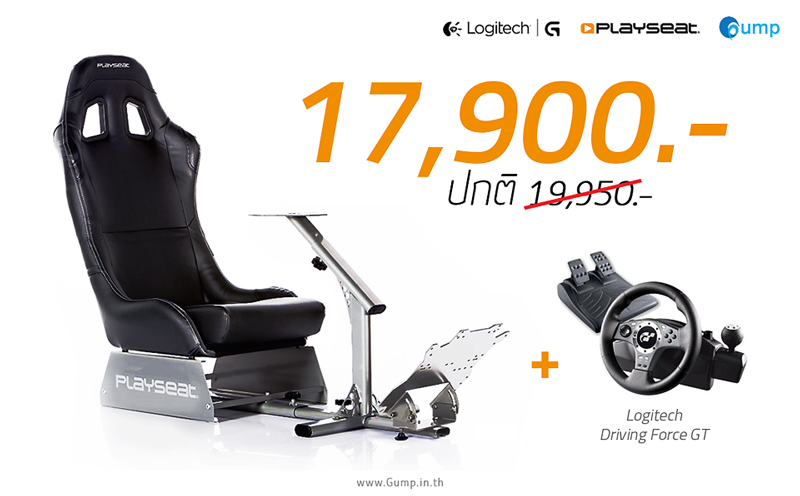 Logitech | G PLAYSEAT Gump
PLAYSEAT
17,900.-
ปกติ 19,950.-
PLAYSEAT
+
Logitech
Driving Force GT
www.Gump.in.th